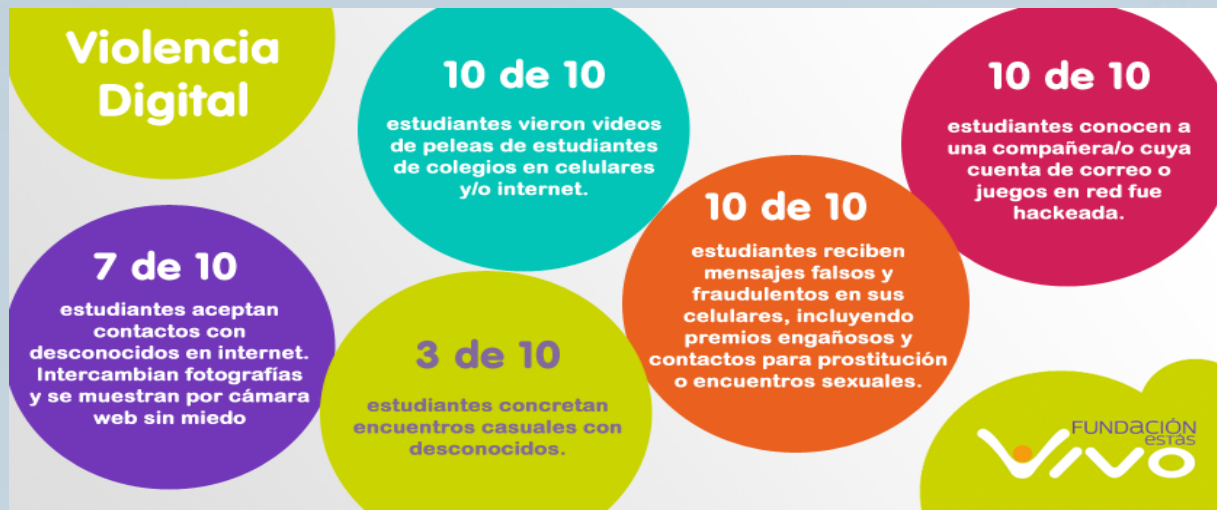 Violencia
Digital
10 de 10
estudiantes vieron videos
de peleas de estudiantes
de colegios en celulares
y/o internet.
10 de 10
estudiantes conocen a
una compañera/o cuya
cuenta de correo o
juegos en red fue
hackeada.
7 de 10
estudiantes aceptan
contactos con
desconocidos en internet.
Intercambian fotografías
y se muestran por cámara
web sin miedo
3 de 10
estudiantes concretan
encuentros casuales con
desconocidos.
10 de 10
estudiantes reciben
mensajes falsos y
fraudulentos en sus
celulares, incluyendo
premios engañosos y
contactos para prostitución
o encuentros sexuales.
FUNDACIÓN
ESTÁS
VIVO